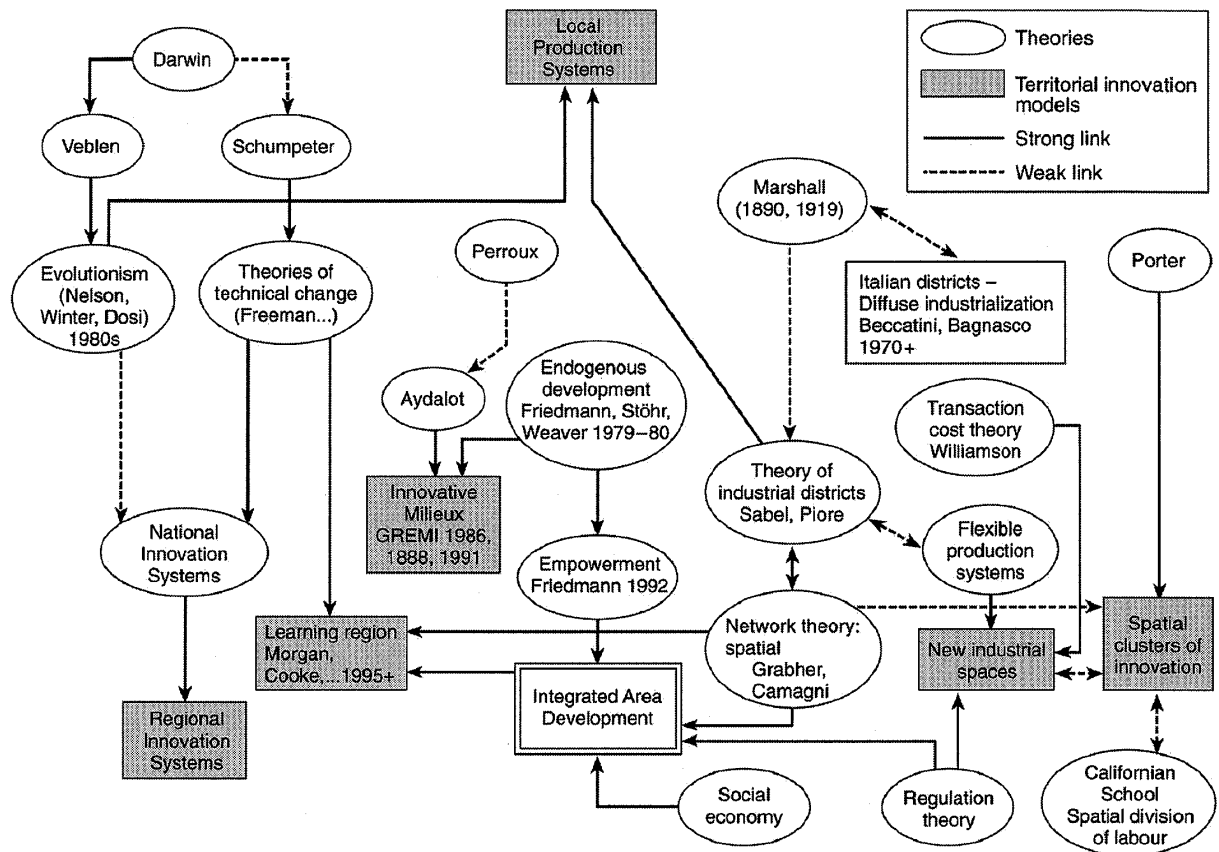 Local
Production
Systems
Theories
Territorial innovation
models
Strong link
Weak link
Darwin
Veblen
Schumpeter
Marshall
(1890, 1919)
Perroux
Porter
Evolutionism
(Nelson,
Winter, Dosi)
1980s
Theories of
technical change
(Freeman...)
Italian districts –
Diffuse industrialization
Beccatini, Bagnasco
1970+
Aydalot
Endogenous
development
Friedmann, Stöhr,
Weaver 1979–80
Transaction
cost theory
Williamson
Theory of
industrial districts
Sabel, Piore
Innovative
Milieux
GREMI 1986,
1888, 1991
National
Innovation
Systems
Flexible
production
systems
Empowerment
Friedmann 1992
Learning region
Morgan,
Cooke,...1995+
Network theory:
spatial
Grabher,
Camagni
New industrial
spaces
Spatial
clusters of
innovation
Integrated Area
Development
Regional
Innovation
Systems
Social
economy
Regulation
theory
Californian
School
Spatial division
of labour